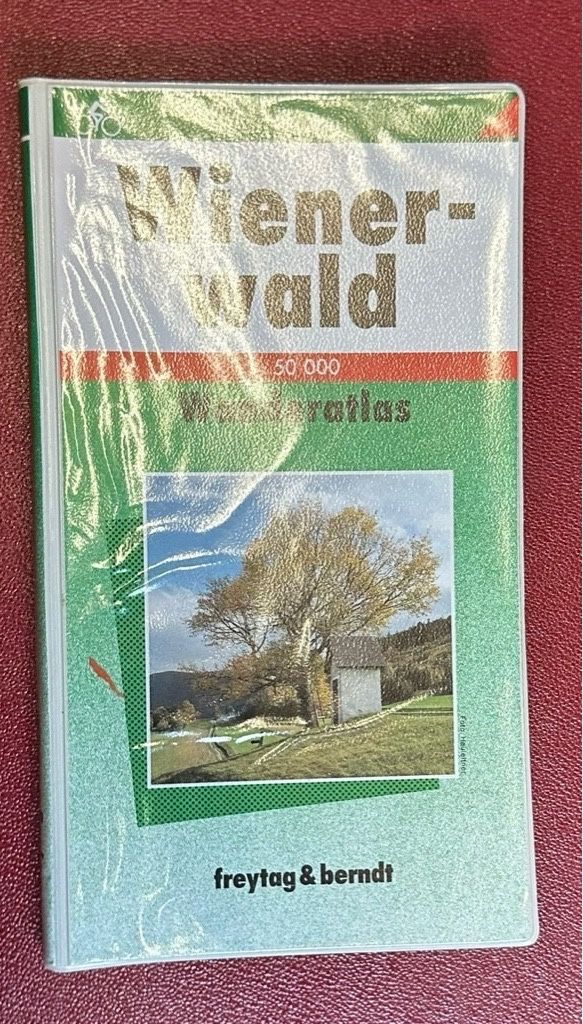 Wiener-
wald
50 000
Wanderatlas
freytag & berndt